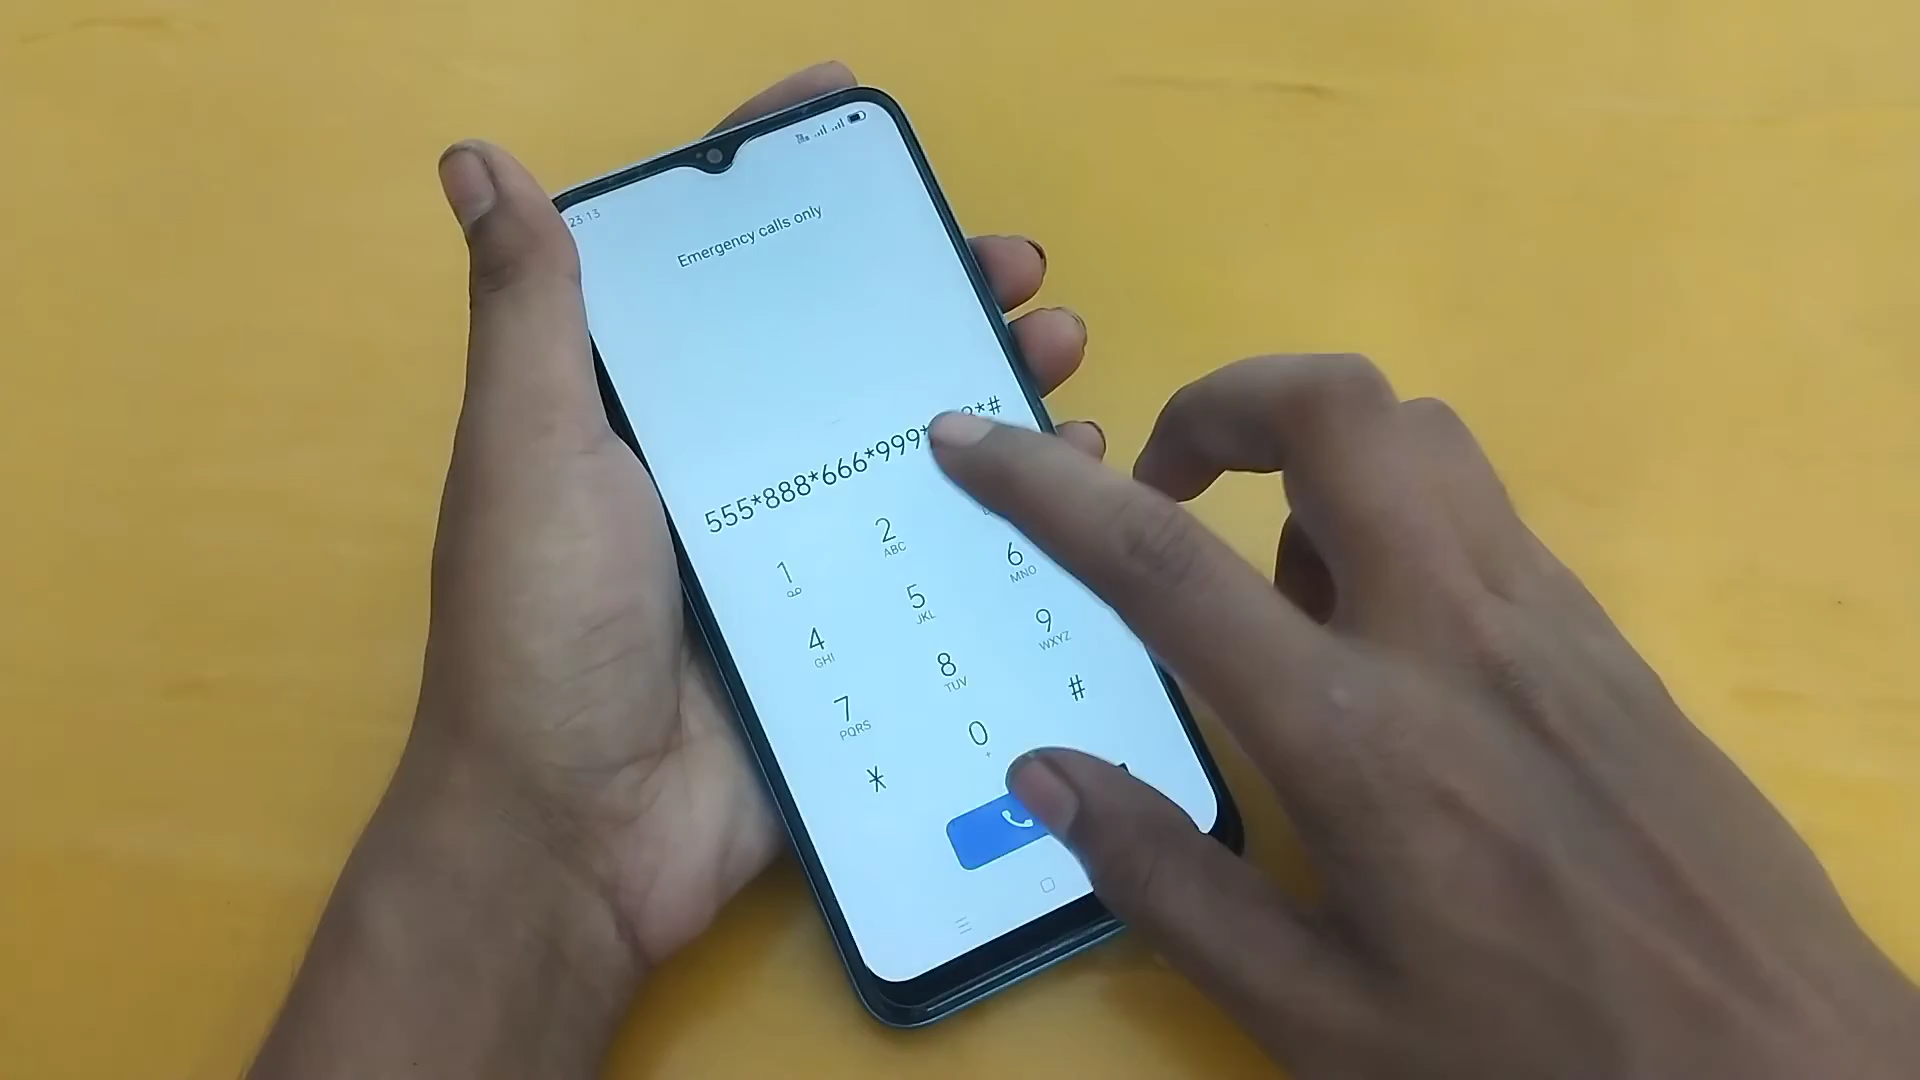 23:13
Emergency calls only
555*888*666*999* *#
1
2
ABC
4
GHI
5
JKL
6
MNO
7
PQRS
8
TUV
9
WXYZ
*
0
+
#